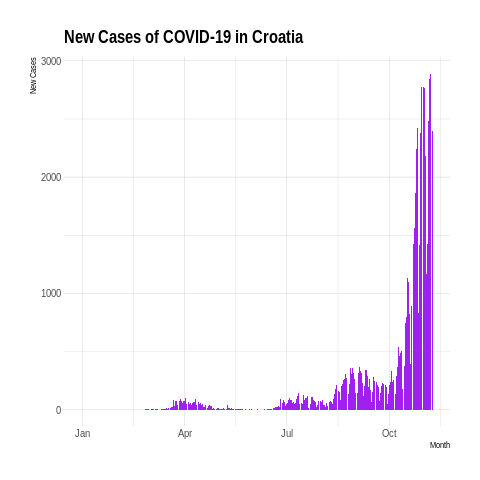 New Cases of COVID-19 in Croatia
New Cases
3000
2000
1000
0
Jan Apr Jul Oct
Month